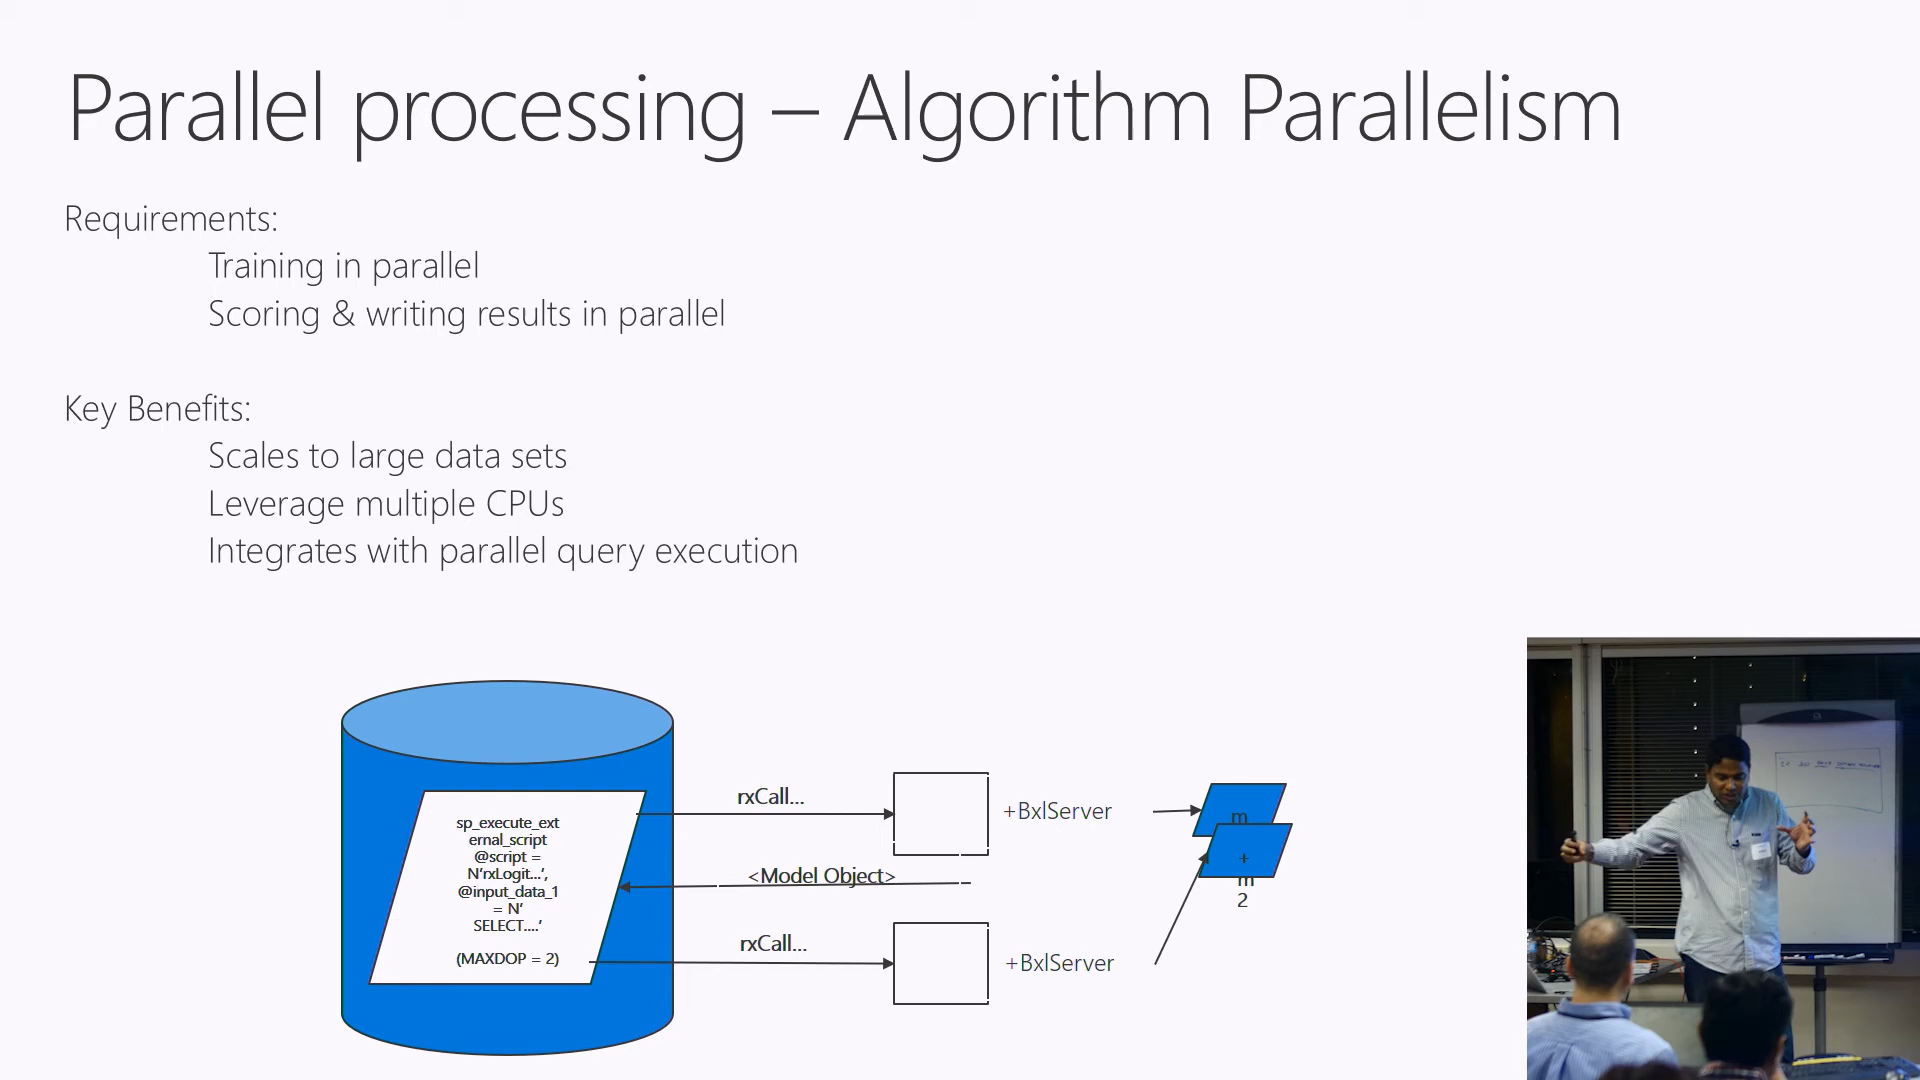 Parallel processing – Algorithm Parallelism
Requirements:
Training in parallel
Scoring & writing results in parallel
Key Benefits:
Scales to large data sets
Leverage multiple CPUs
Integrates with parallel query execution
sp_execute_ext
ernal_script
@script =
N‘rxLogit...’,
@input_data_1
= N‘
SELECT....’
(MAXDOP = 2)
rxCall...
+BxlServer
<Model Object>
rxCall...
+BxlServer
m
+
m
2